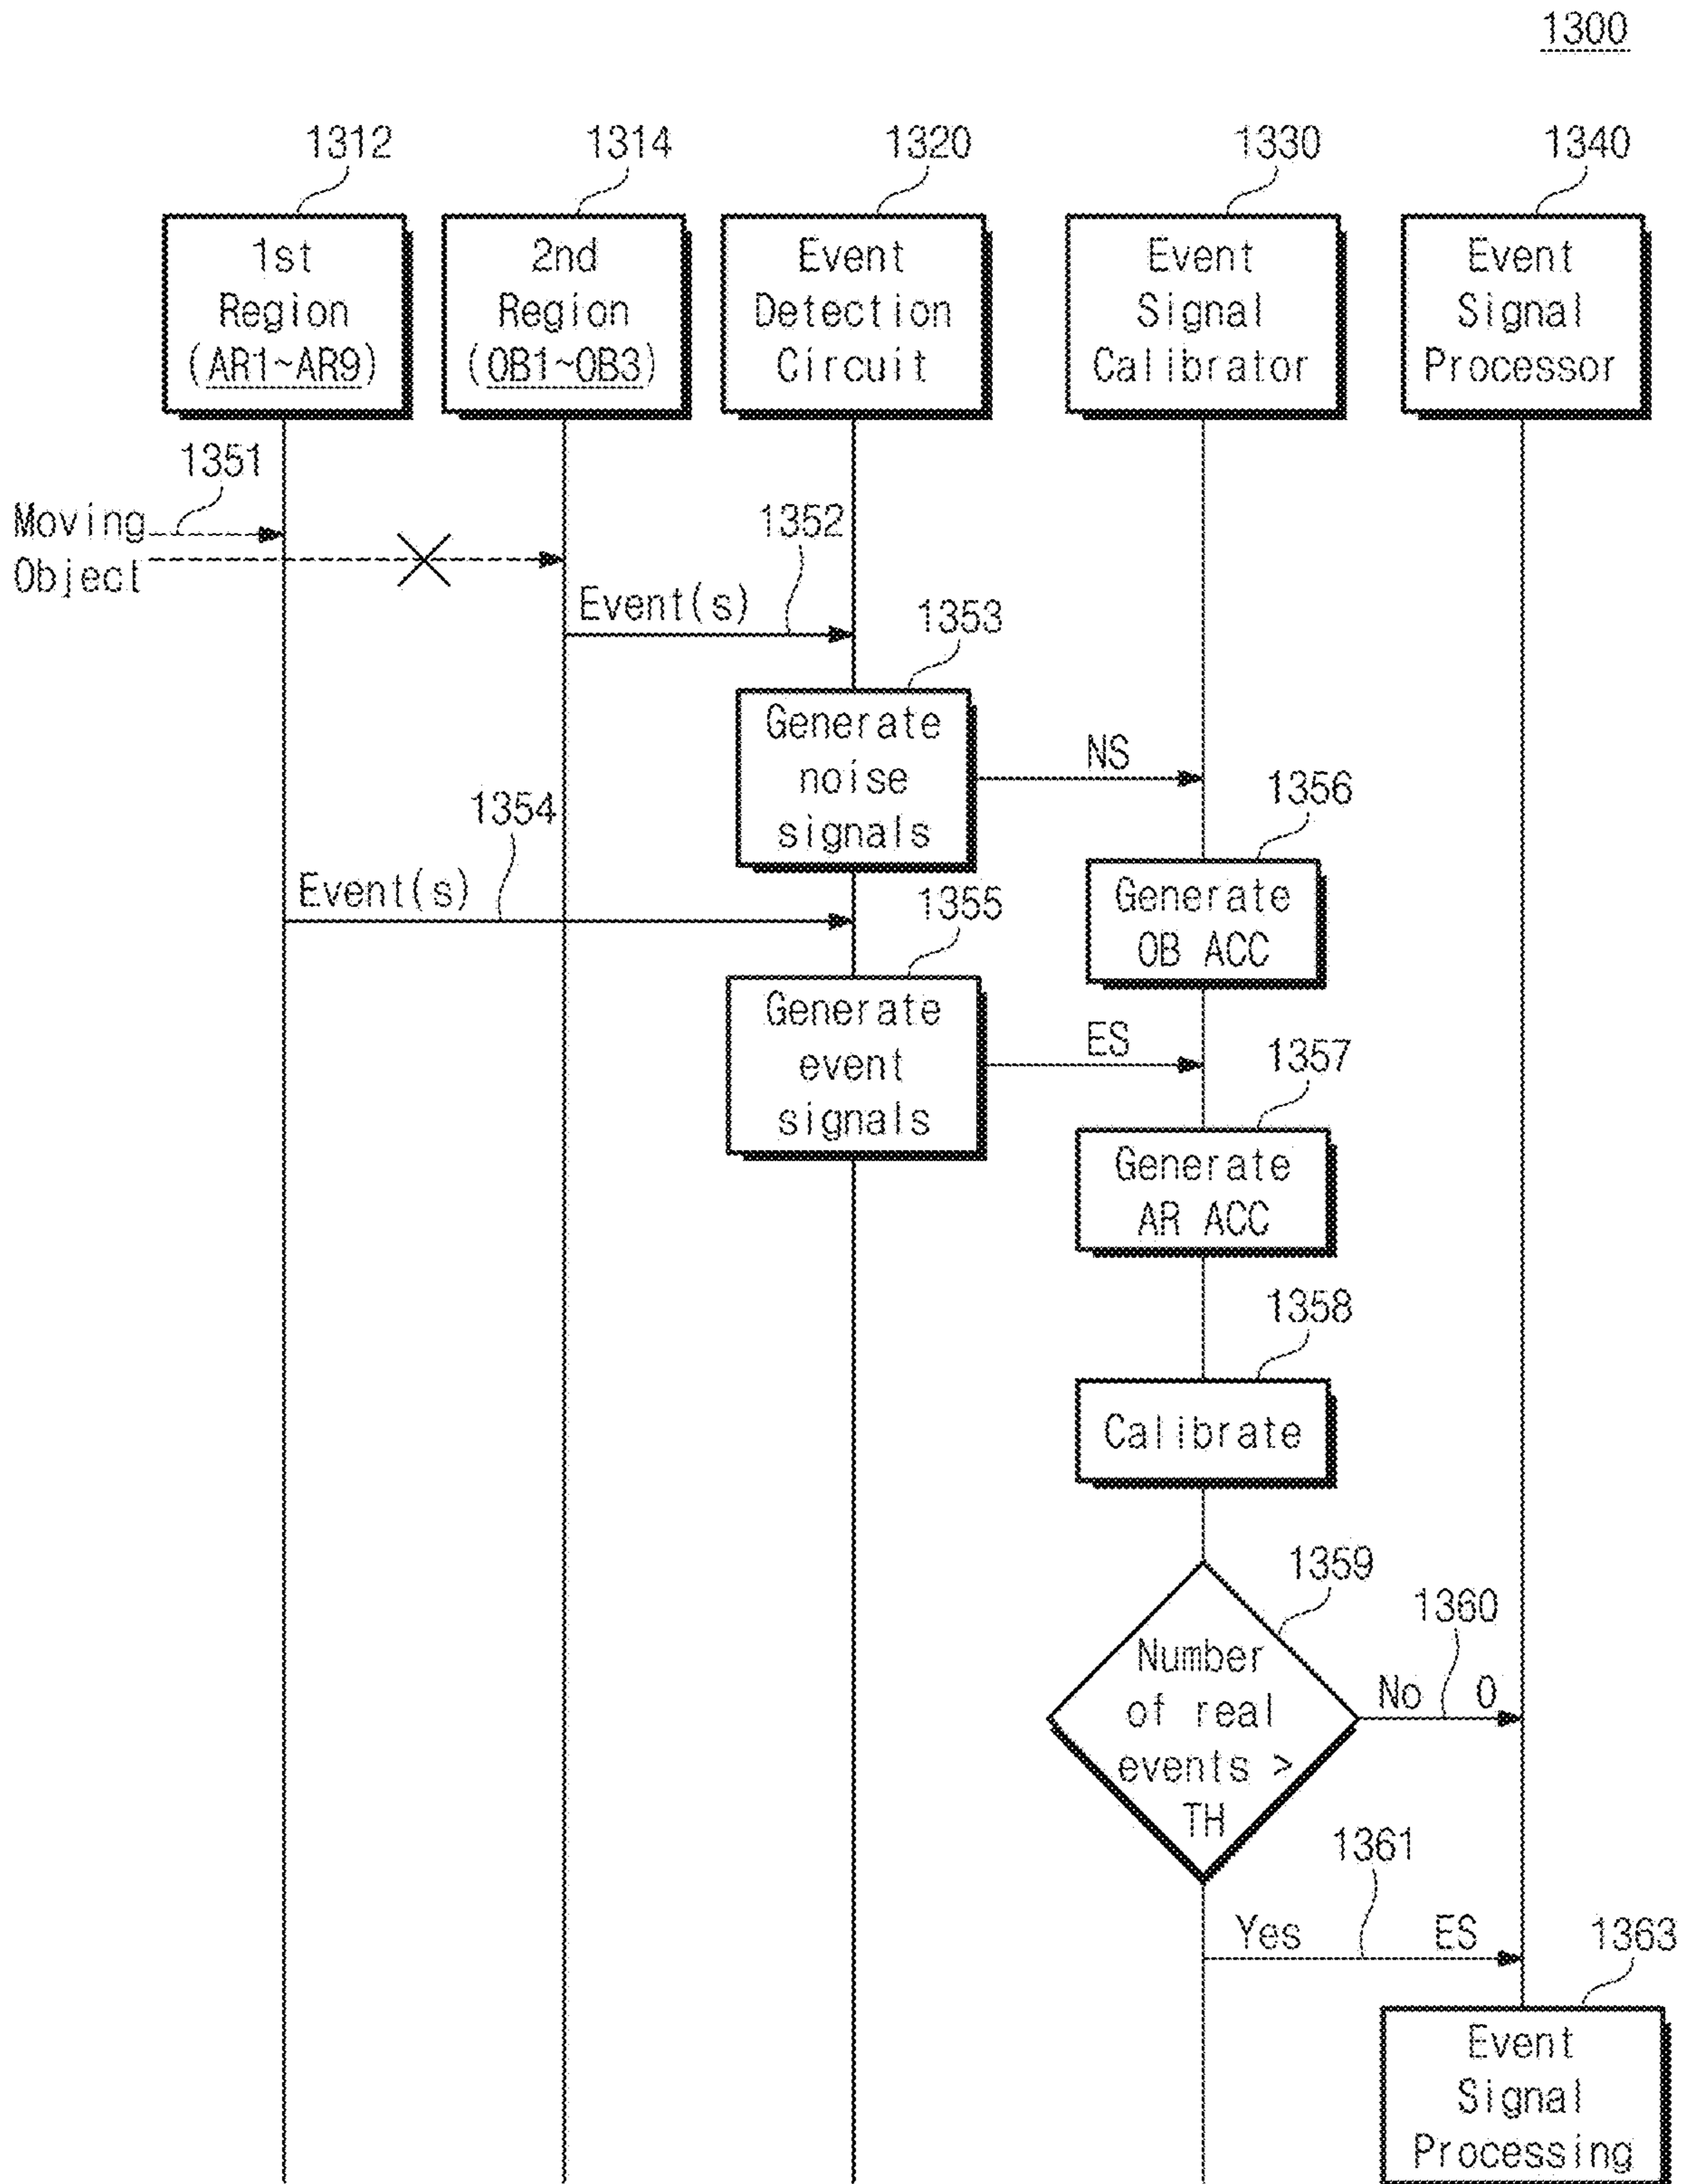 1300
1312
1314
1320
1330
1340
1st
Region
(AR1~AR9)
2nd
Region
(OB1~OB3)
Event
Detection
Circuit
Event
Signal
Calibrator
Event
Signal
Processor
1351
Moving
Object
1352
Event(s)
1353
Generate
noise
signals
NS
1354
Event(s)
1356
Generate
OB ACC
1355
Generate
event
signals
ES
1357
Generate
AR ACC
1358
Calibrate
1359
Number
of real
events >
TH
1360
No 0
1361
Yes ES
1363
Event
Signal
Processing